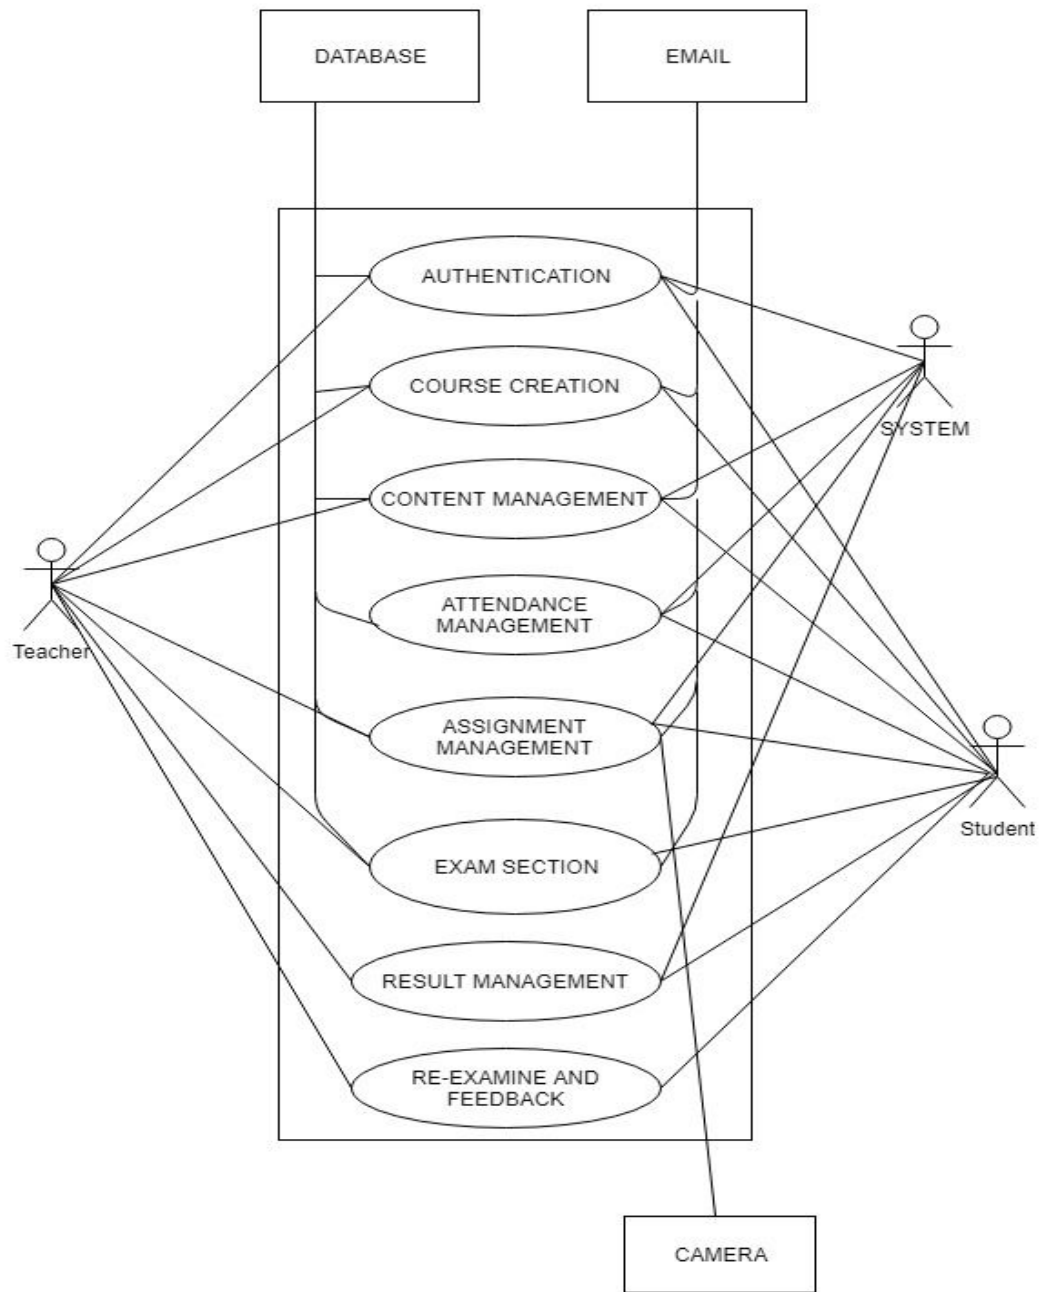 DATABASE
EMAIL
AUTHENTICATION
COURSE CREATION
SYSTEM
CONTENT MANAGEMENT
ATTENDANCE
MANAGEMENT
Teacher
ASSIGNMENT
MANAGEMENT
Student
EXAM SECTION
RESULT MANAGEMENT
RE-EXAMINE AND
FEEDBACK
CAMERA